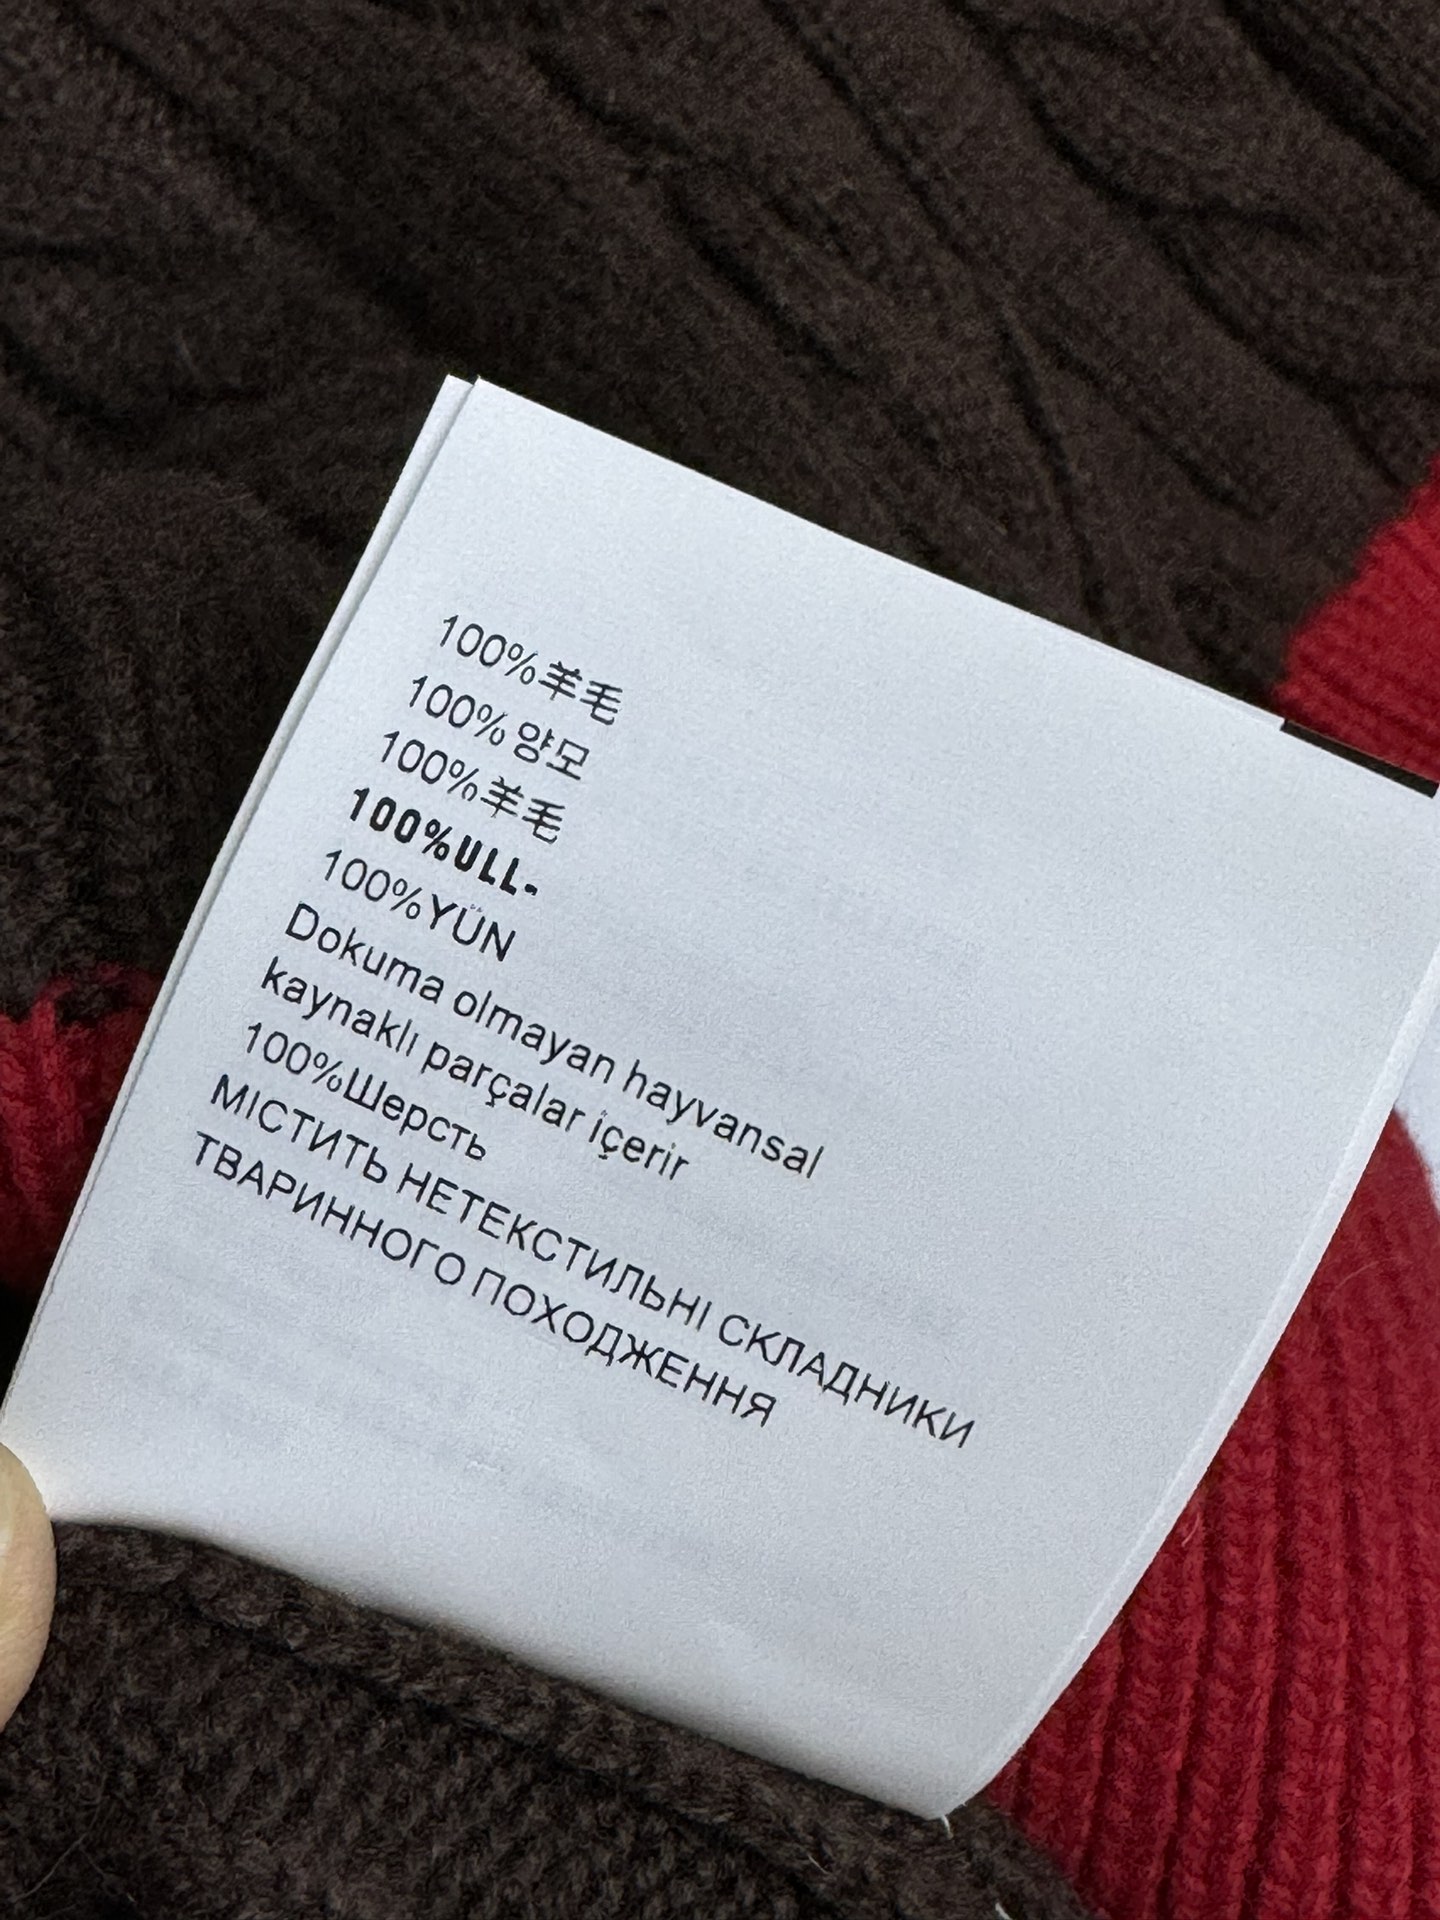 100%羊毛
100%양모
100%羊毛
100%ULL-
100%YÜN
Dokuma olmayan hayvansal
kaynaklı parçalar içerir
100%Шерсть
МІСТИТЬ НЕТЕКСТИЛЬНІ СКЛАДНИКИ
ТВАРИННОГО ПОХОДЖЕННЯ